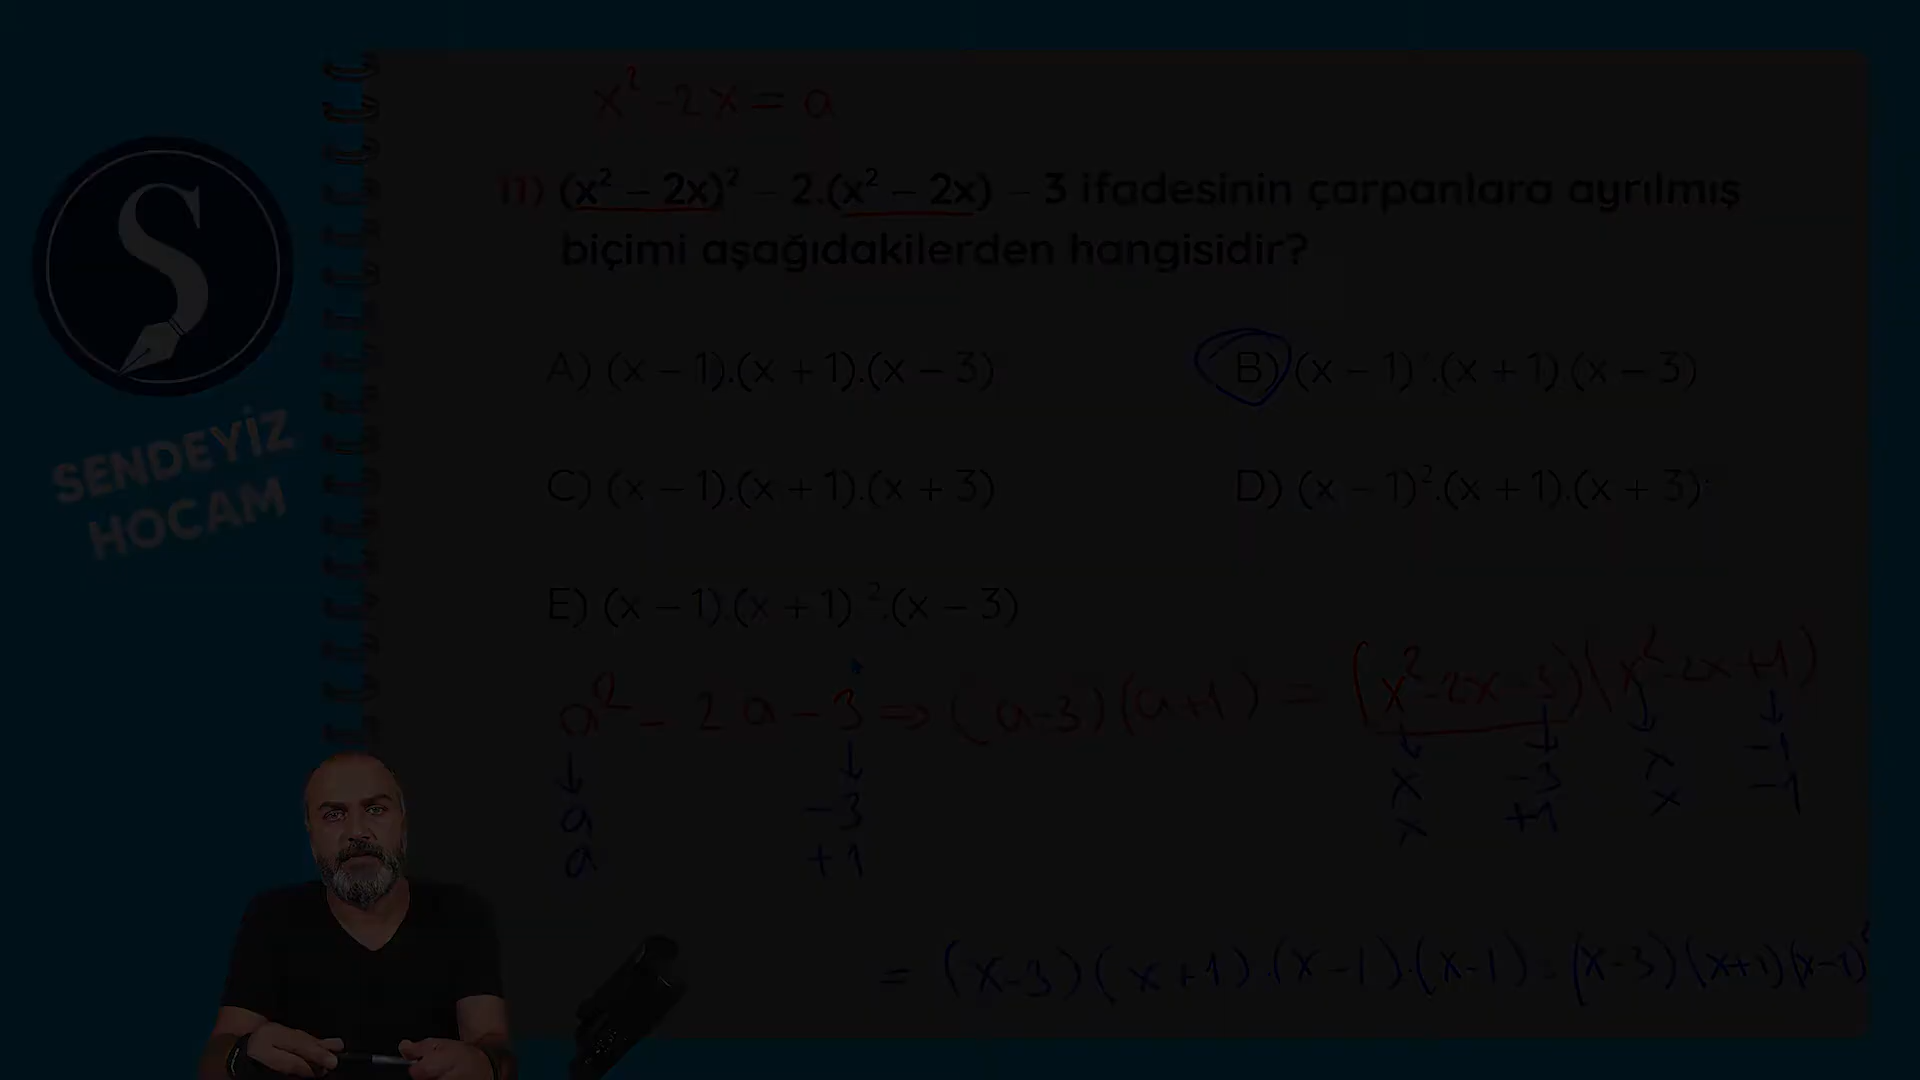 x² - 2x = a
11) (x² – 2x)² – 2.(x² – 2x) – 3 ifadesinin çarpanlara ayrılmış
biçimi aşağıdakilerden hangisidir?
SENDEYİZ
HOCAM
A) (x – 1).(x + 1).(x – 3)
B) (x – 1)².(x + 1).(x – 3)
C) (x – 1).(x + 1).(x + 3)
D) (x – 1)².(x + 1).(x + 3)
E) (x – 1).(x + 1)².(x – 3)
a² - 2a - 3 ⇒ (a-3)(a+1) = (x²-2x-3)(x²-2x+1)
a -3 x -3 x -1
a +1 x +1 x -1
= (x-3)(x+1).(x-1).(x-1) = (x-3)(x+1)(x-1)²